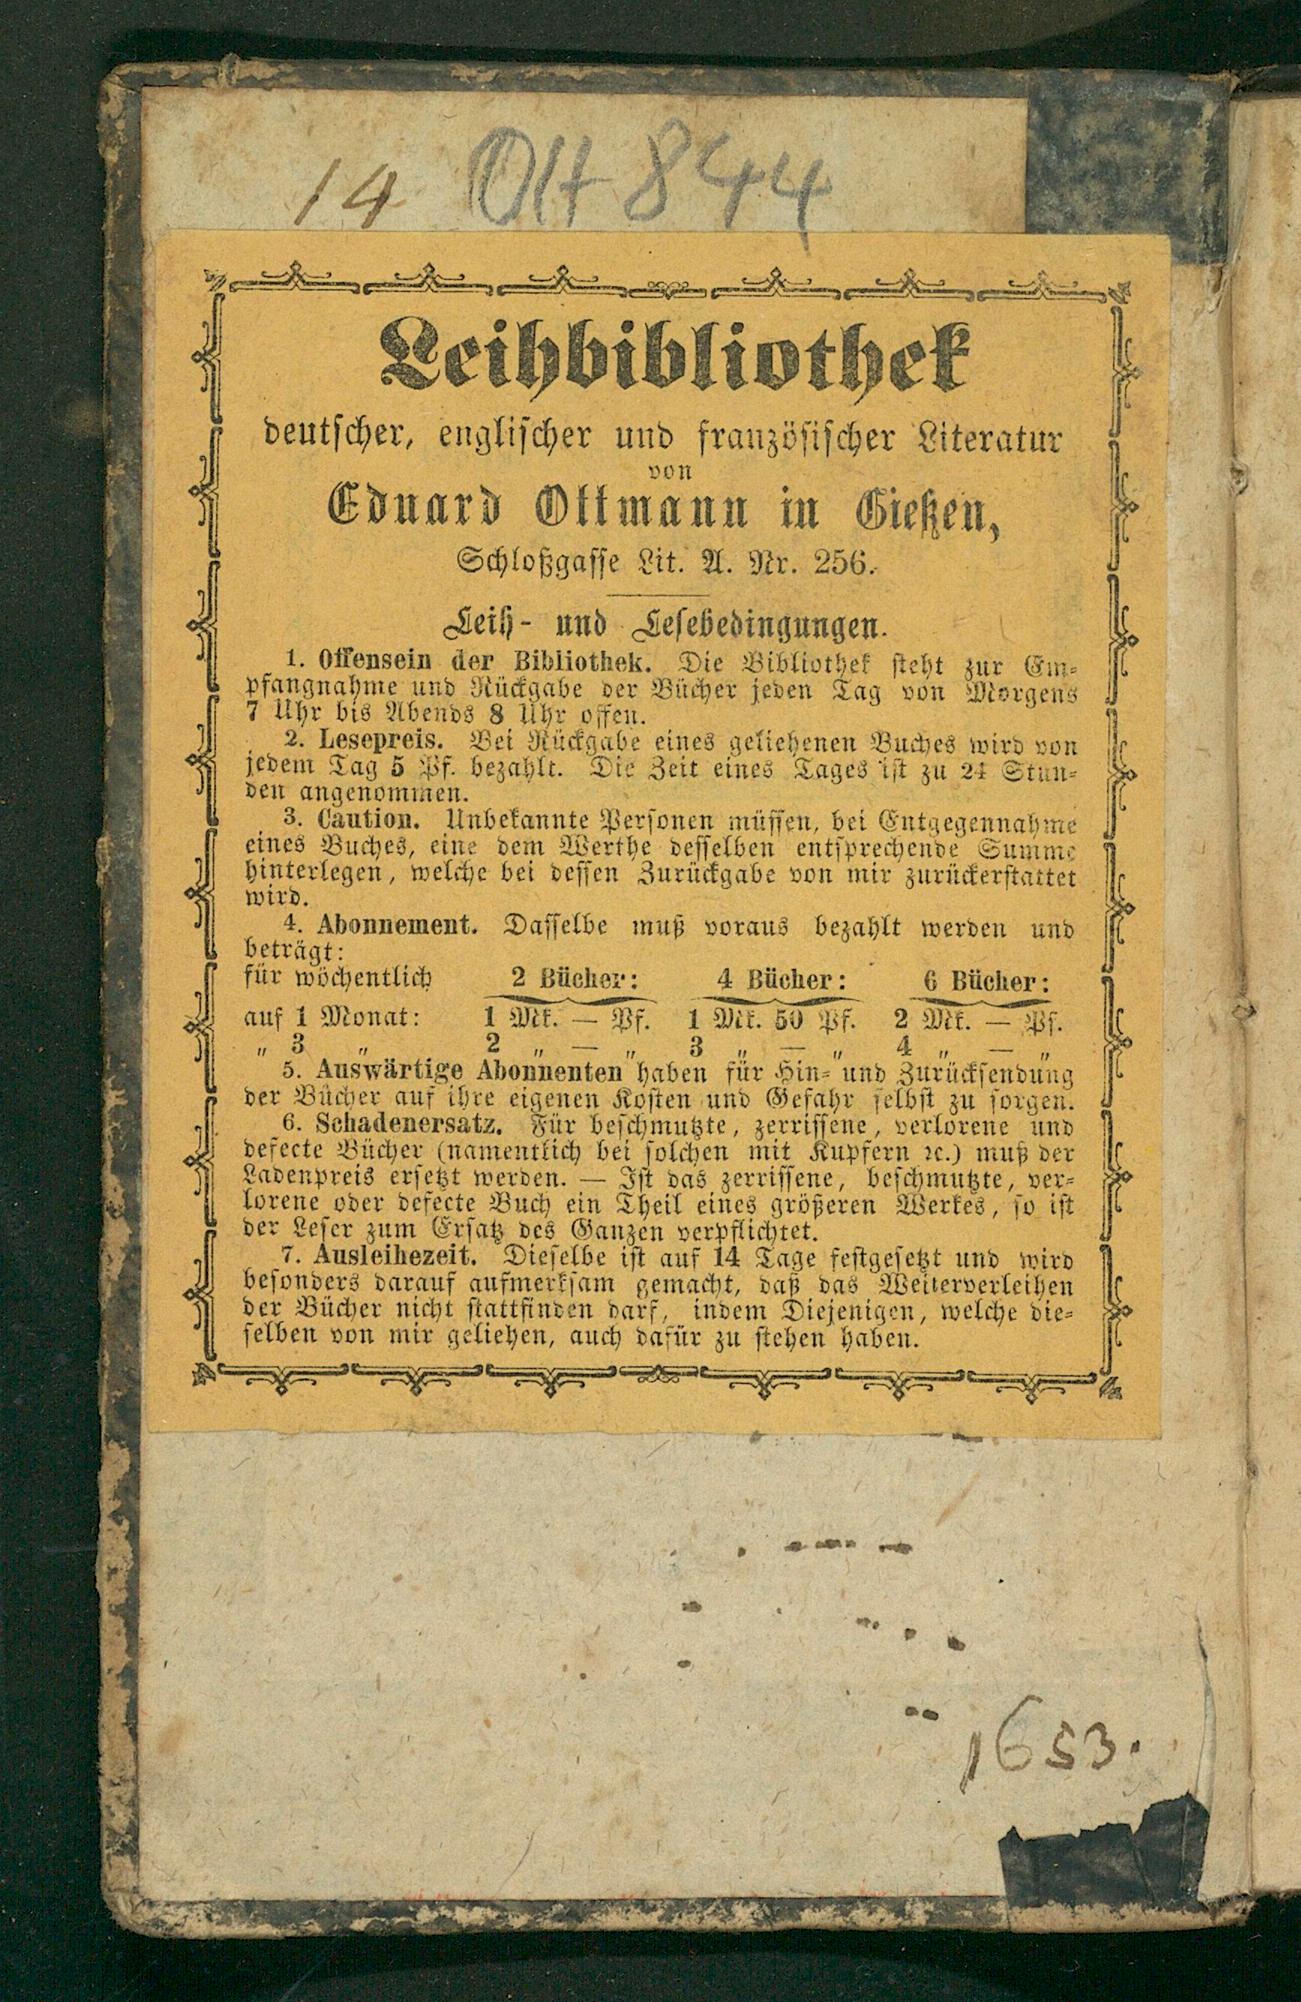 14 Ott 844
Leihbibliothek
deutscher, englischer und französischer Literatur
von
Eduard Ottmann in Gießen,
Schloßgasse Lit. A. Nr. 256.
Leih- und Lesebedingungen.
1. Offensein der Bibliothek. Die Bibliothek steht zur Em-
pfangnahme und Rückgabe der Bücher jeden Tag von Morgens
7 Uhr bis Abends 8 Uhr offen.
2. Lesepreis. Bei Rückgabe eines geliehenen Buches wird von
jedem Tag 5 Pf. bezahlt. Die Zeit eines Tages ist zu 24 Stun-
den angenommen.
3. Caution. Unbekannte Personen müssen, bei Entgegennahme
eines Buches, eine dem Werthe desselben entsprechende Summe
hinterlegen, welche bei dessen Zurückgabe von mir zurückerstattet
wird.
4. Abonnement. Dasselbe muß voraus bezahlt werden und
beträgt:
für wöchentlich 2 Bücher: 4 Bücher: 6 Bücher:
auf 1 Monat: 1 Mk. — Pf. 1 Mk. 50 Pf. 2 Mk. — Pf.
„ 3 „ 2 „ — „ 3 „ — „ 4 „ — „
5. Auswärtige Abonnenten haben für Hin- und Zurücksendung
der Bücher auf ihre eigenen Kosten und Gefahr selbst zu sorgen.
6. Schadenersatz. Für beschmutzte, zerrissene, verlorene und
defecte Bücher (namentlich bei solchen mit Kupfern ꝛc.) muß der
Ladenpreis ersetzt werden. — Ist das zerrissene, beschmutzte, ver-
lorene oder defecte Buch ein Theil eines größeren Werkes, so ist
der Leser zum Ersatz des Ganzen verpflichtet.
7. Ausleihezeit. Dieselbe ist auf 14 Tage festgesetzt und wird
besonders darauf aufmerksam gemacht, daß das Weiterverleihen
der Bücher nicht stattfinden darf, indem Diejenigen, welche die-
selben von mir geliehen, auch dafür zu stehen haben.
1653.